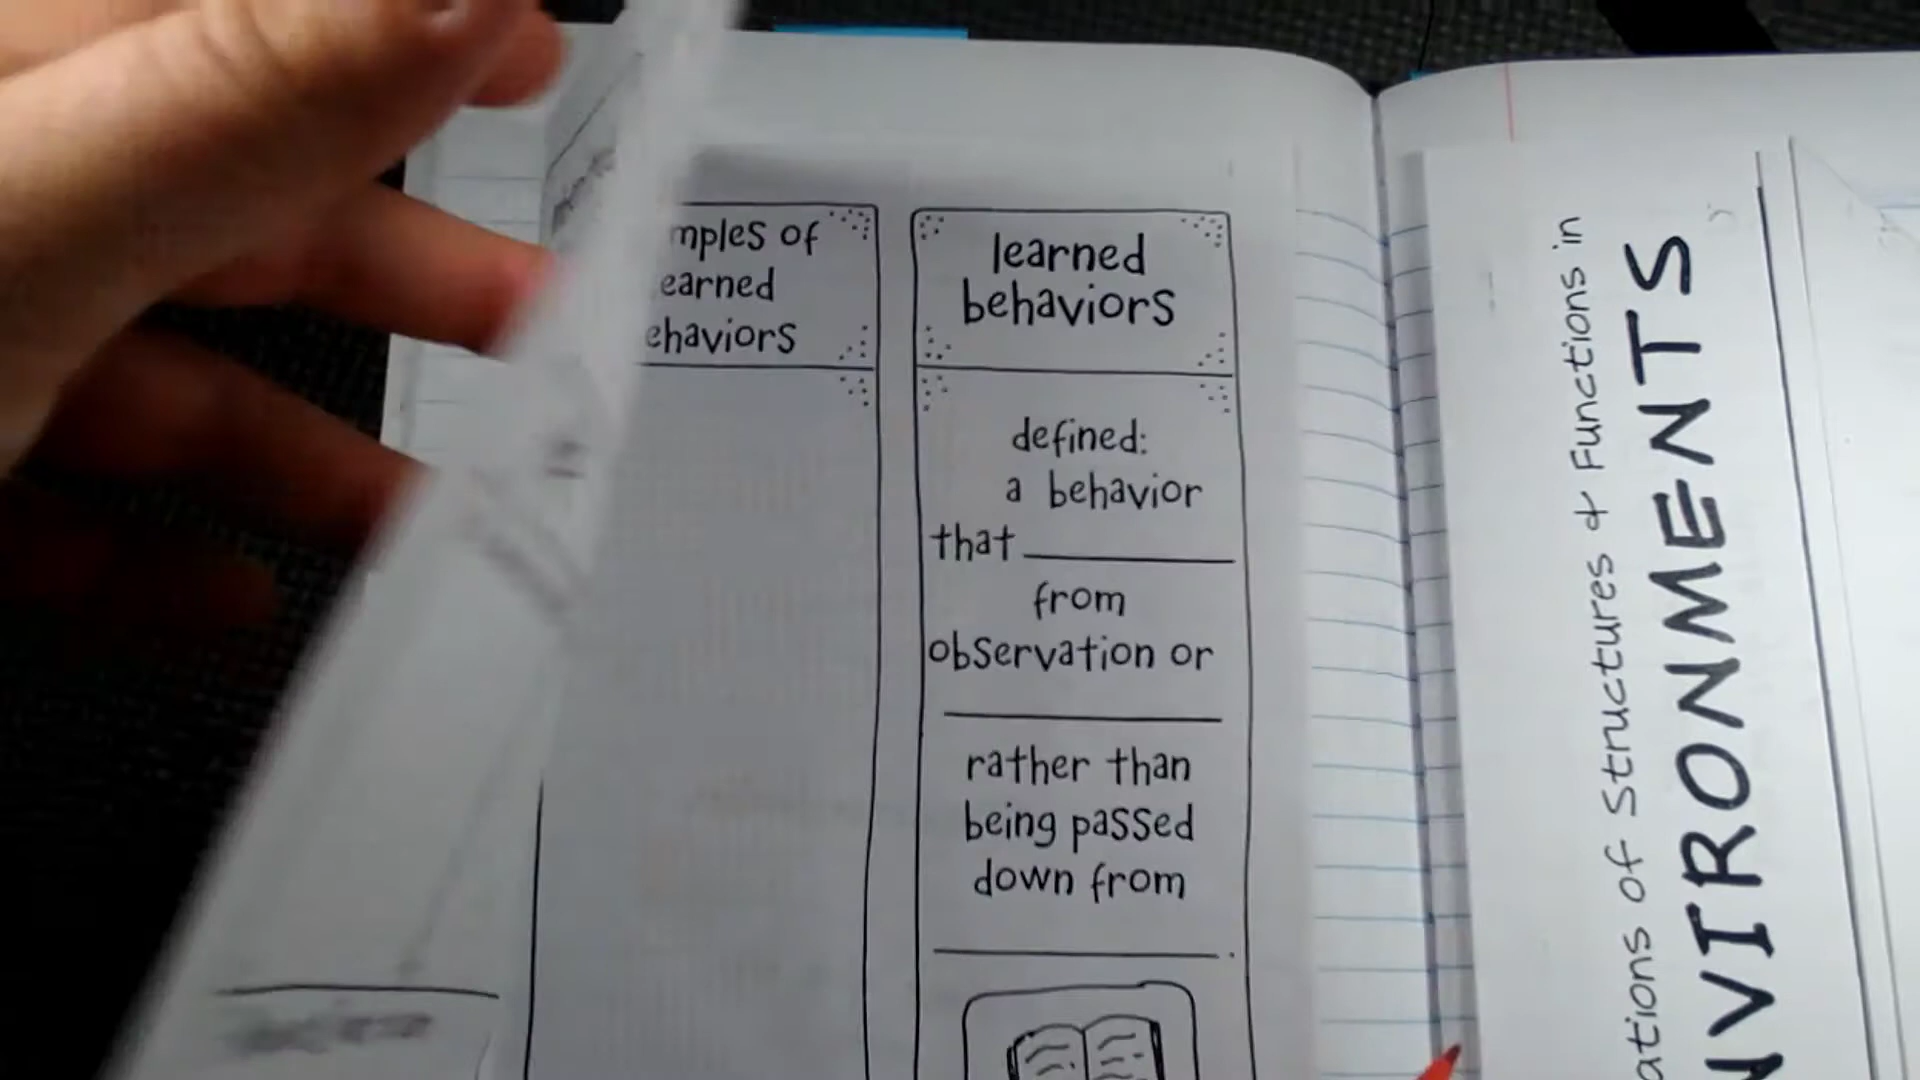 mples of
earned
ehaviors
learned
behaviors
defined:
a behavior
that
from
observation or
rather than
being passed
down from
ations of Structures & Functions in
VIRONMENTS